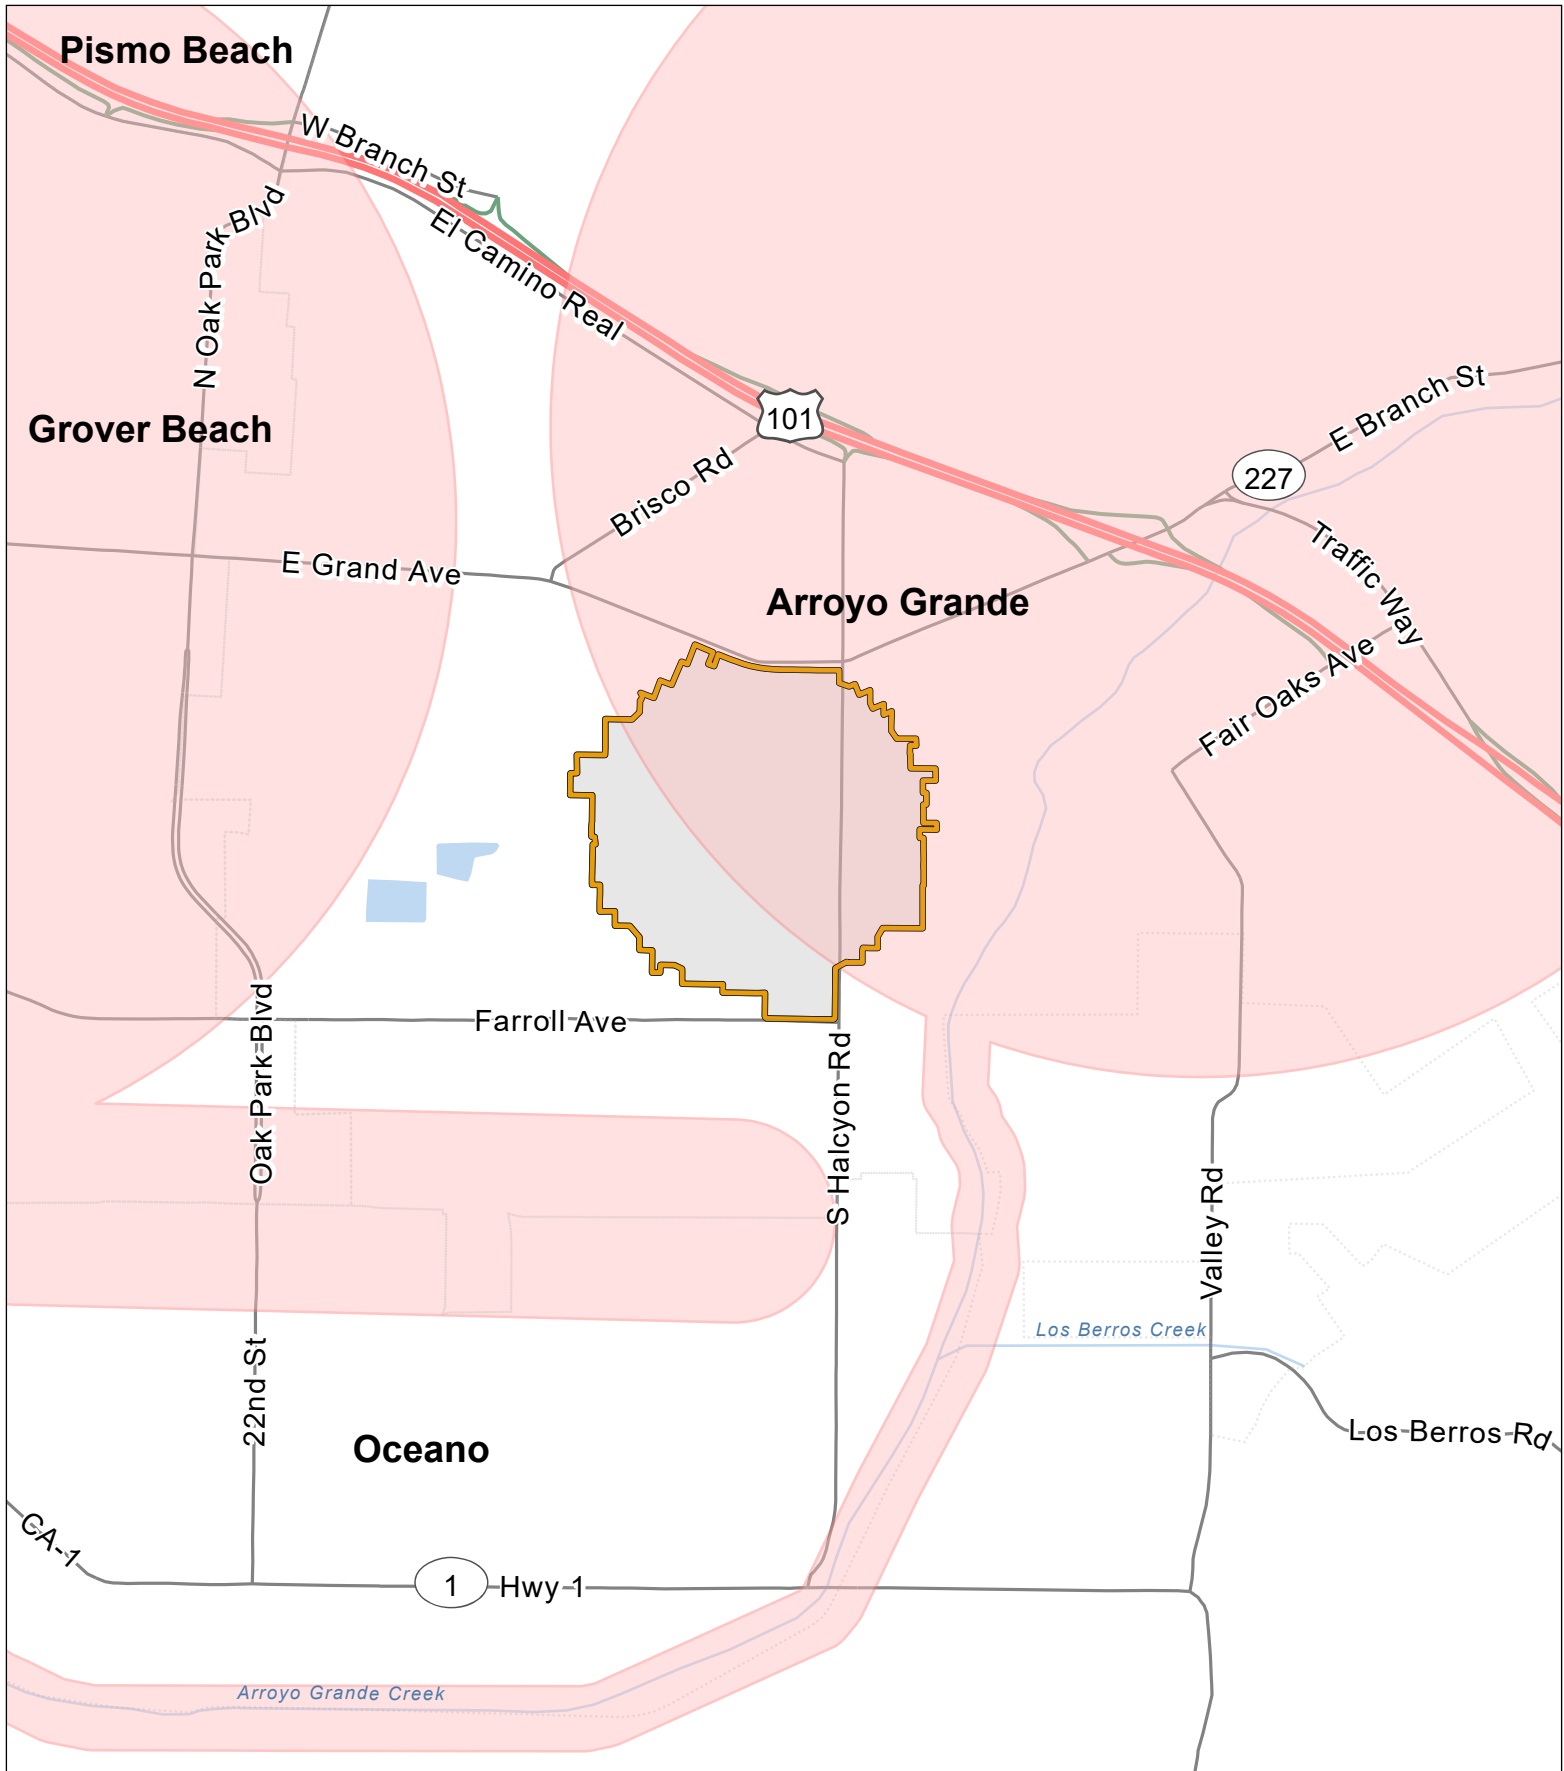 Pismo Beach
W Branch St
N Oak Park Blvd
El Camino Real
E Branch St
101
Grover Beach
Brisco Rd
227
Traffic Way
E Grand Ave
Arroyo Grande
Fair Oaks Ave
Farroll Ave
Oak Park Blvd
S Halcyon Rd
Valley Rd
Los Berros Creek
22nd St
Los Berros Rd
Oceano
CA-1
1
Hwy 1
Arroyo Grande Creek